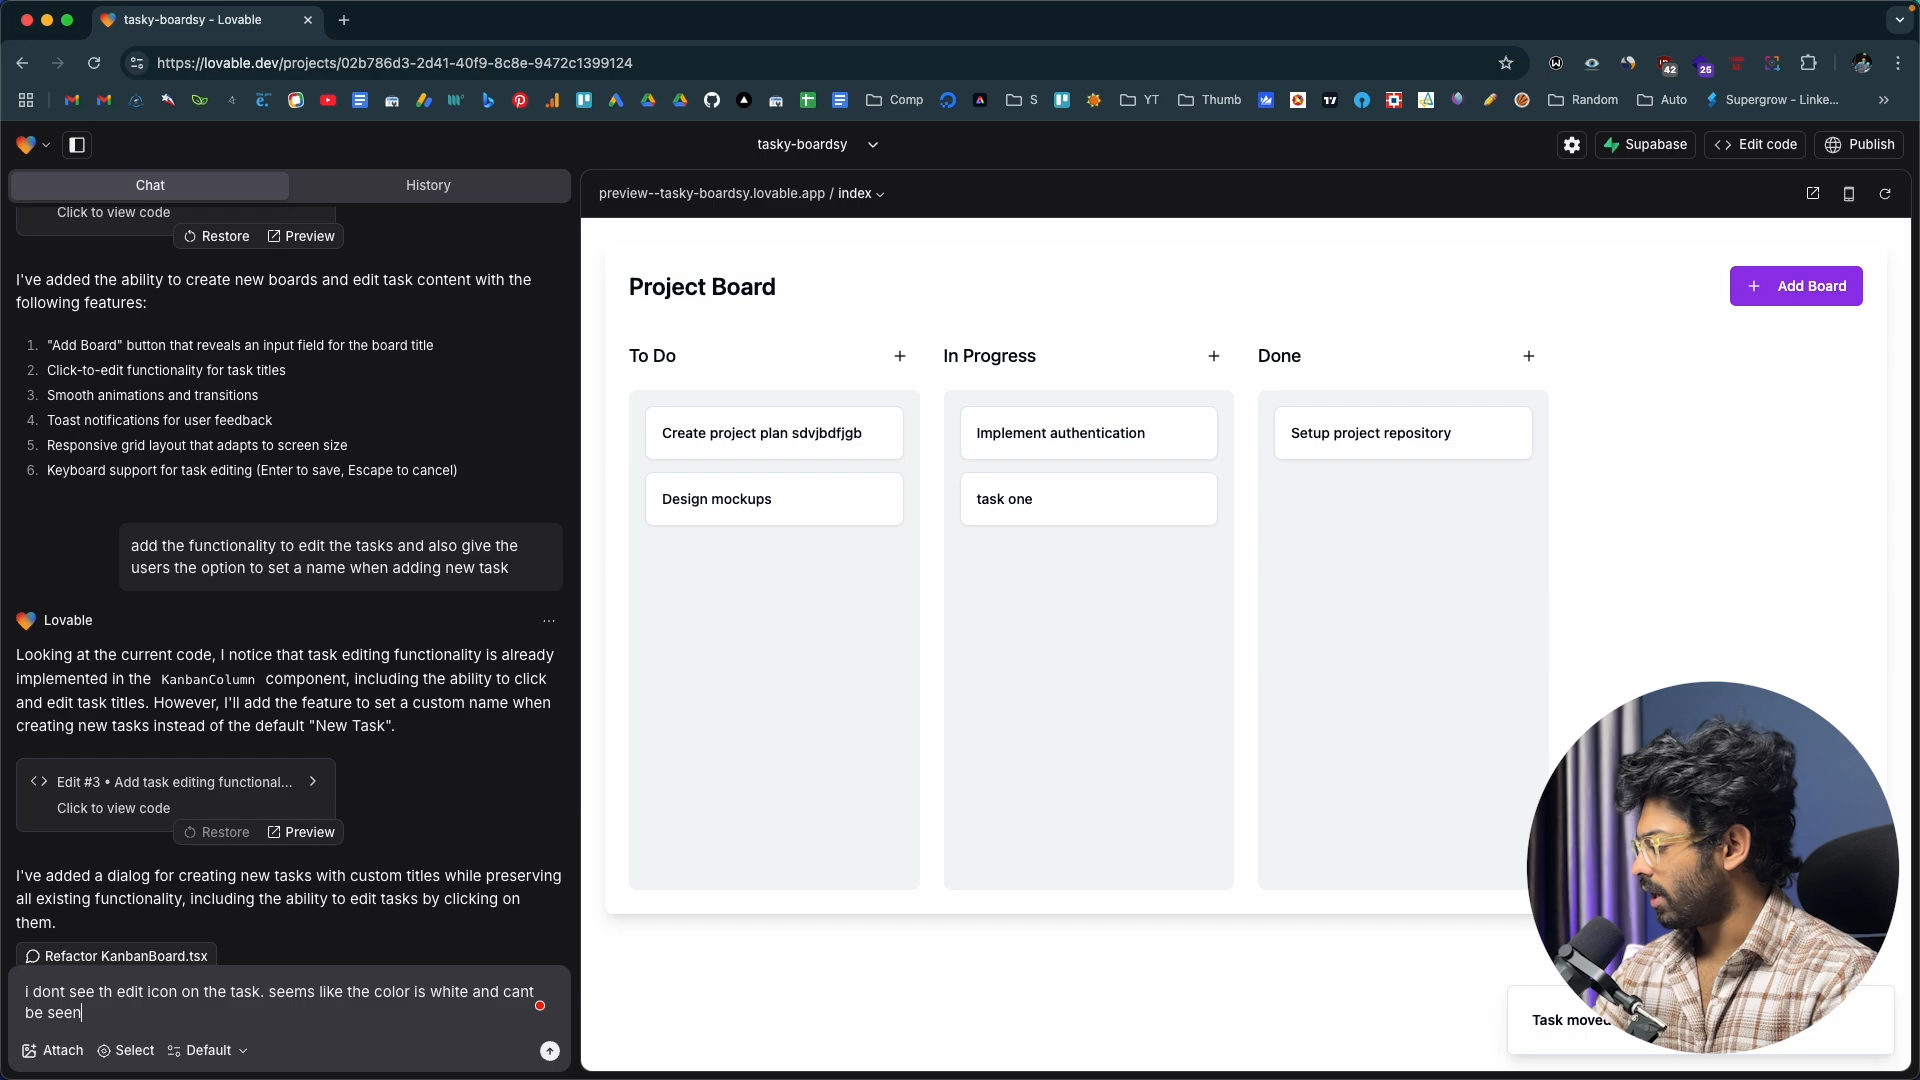 tasky-boardsy - Lovable
https://lovable.dev/projects/02b786d3-2d41-40f9-8c8e-9472c1399124
42
25
Comp
S
YT
Thumb
Random
Auto
Supergrow - Linke...
tasky-boardsy
Supabase
Edit code
Publish
Chat
History
preview--tasky-boardsy.lovable.app / index
Click to view code
Restore
Preview
I've added the ability to create new boards and edit task content with the
following features:
1. "Add Board" button that reveals an input field for the board title
2. Click-to-edit functionality for task titles
3. Smooth animations and transitions
4. Toast notifications for user feedback
5. Responsive grid layout that adapts to screen size
6. Keyboard support for task editing (Enter to save, Escape to cancel)
add the functionality to edit the tasks and also give the
users the option to set a name when adding new task
Lovable
Looking at the current code, I notice that task editing functionality is already
implemented in the KanbanColumn component, including the ability to click
and edit task titles. However, I'll add the feature to set a custom name when
creating new tasks instead of the default "New Task".
Edit #3 • Add task editing functional...
Click to view code
Restore
Preview
I've added a dialog for creating new tasks with custom titles while preserving
all existing functionality, including the ability to edit tasks by clicking on
them.
Refactor KanbanBoard.tsx
i dont see th edit icon on the task. seems like the color is white and cant
be seen
Attach
Select
Default
Project Board
+ Add Board
To Do +
In Progress +
Done +
Create project plan sdvjbdfjgb
Design mockups
Implement authentication
task one
Setup project repository
Task moved